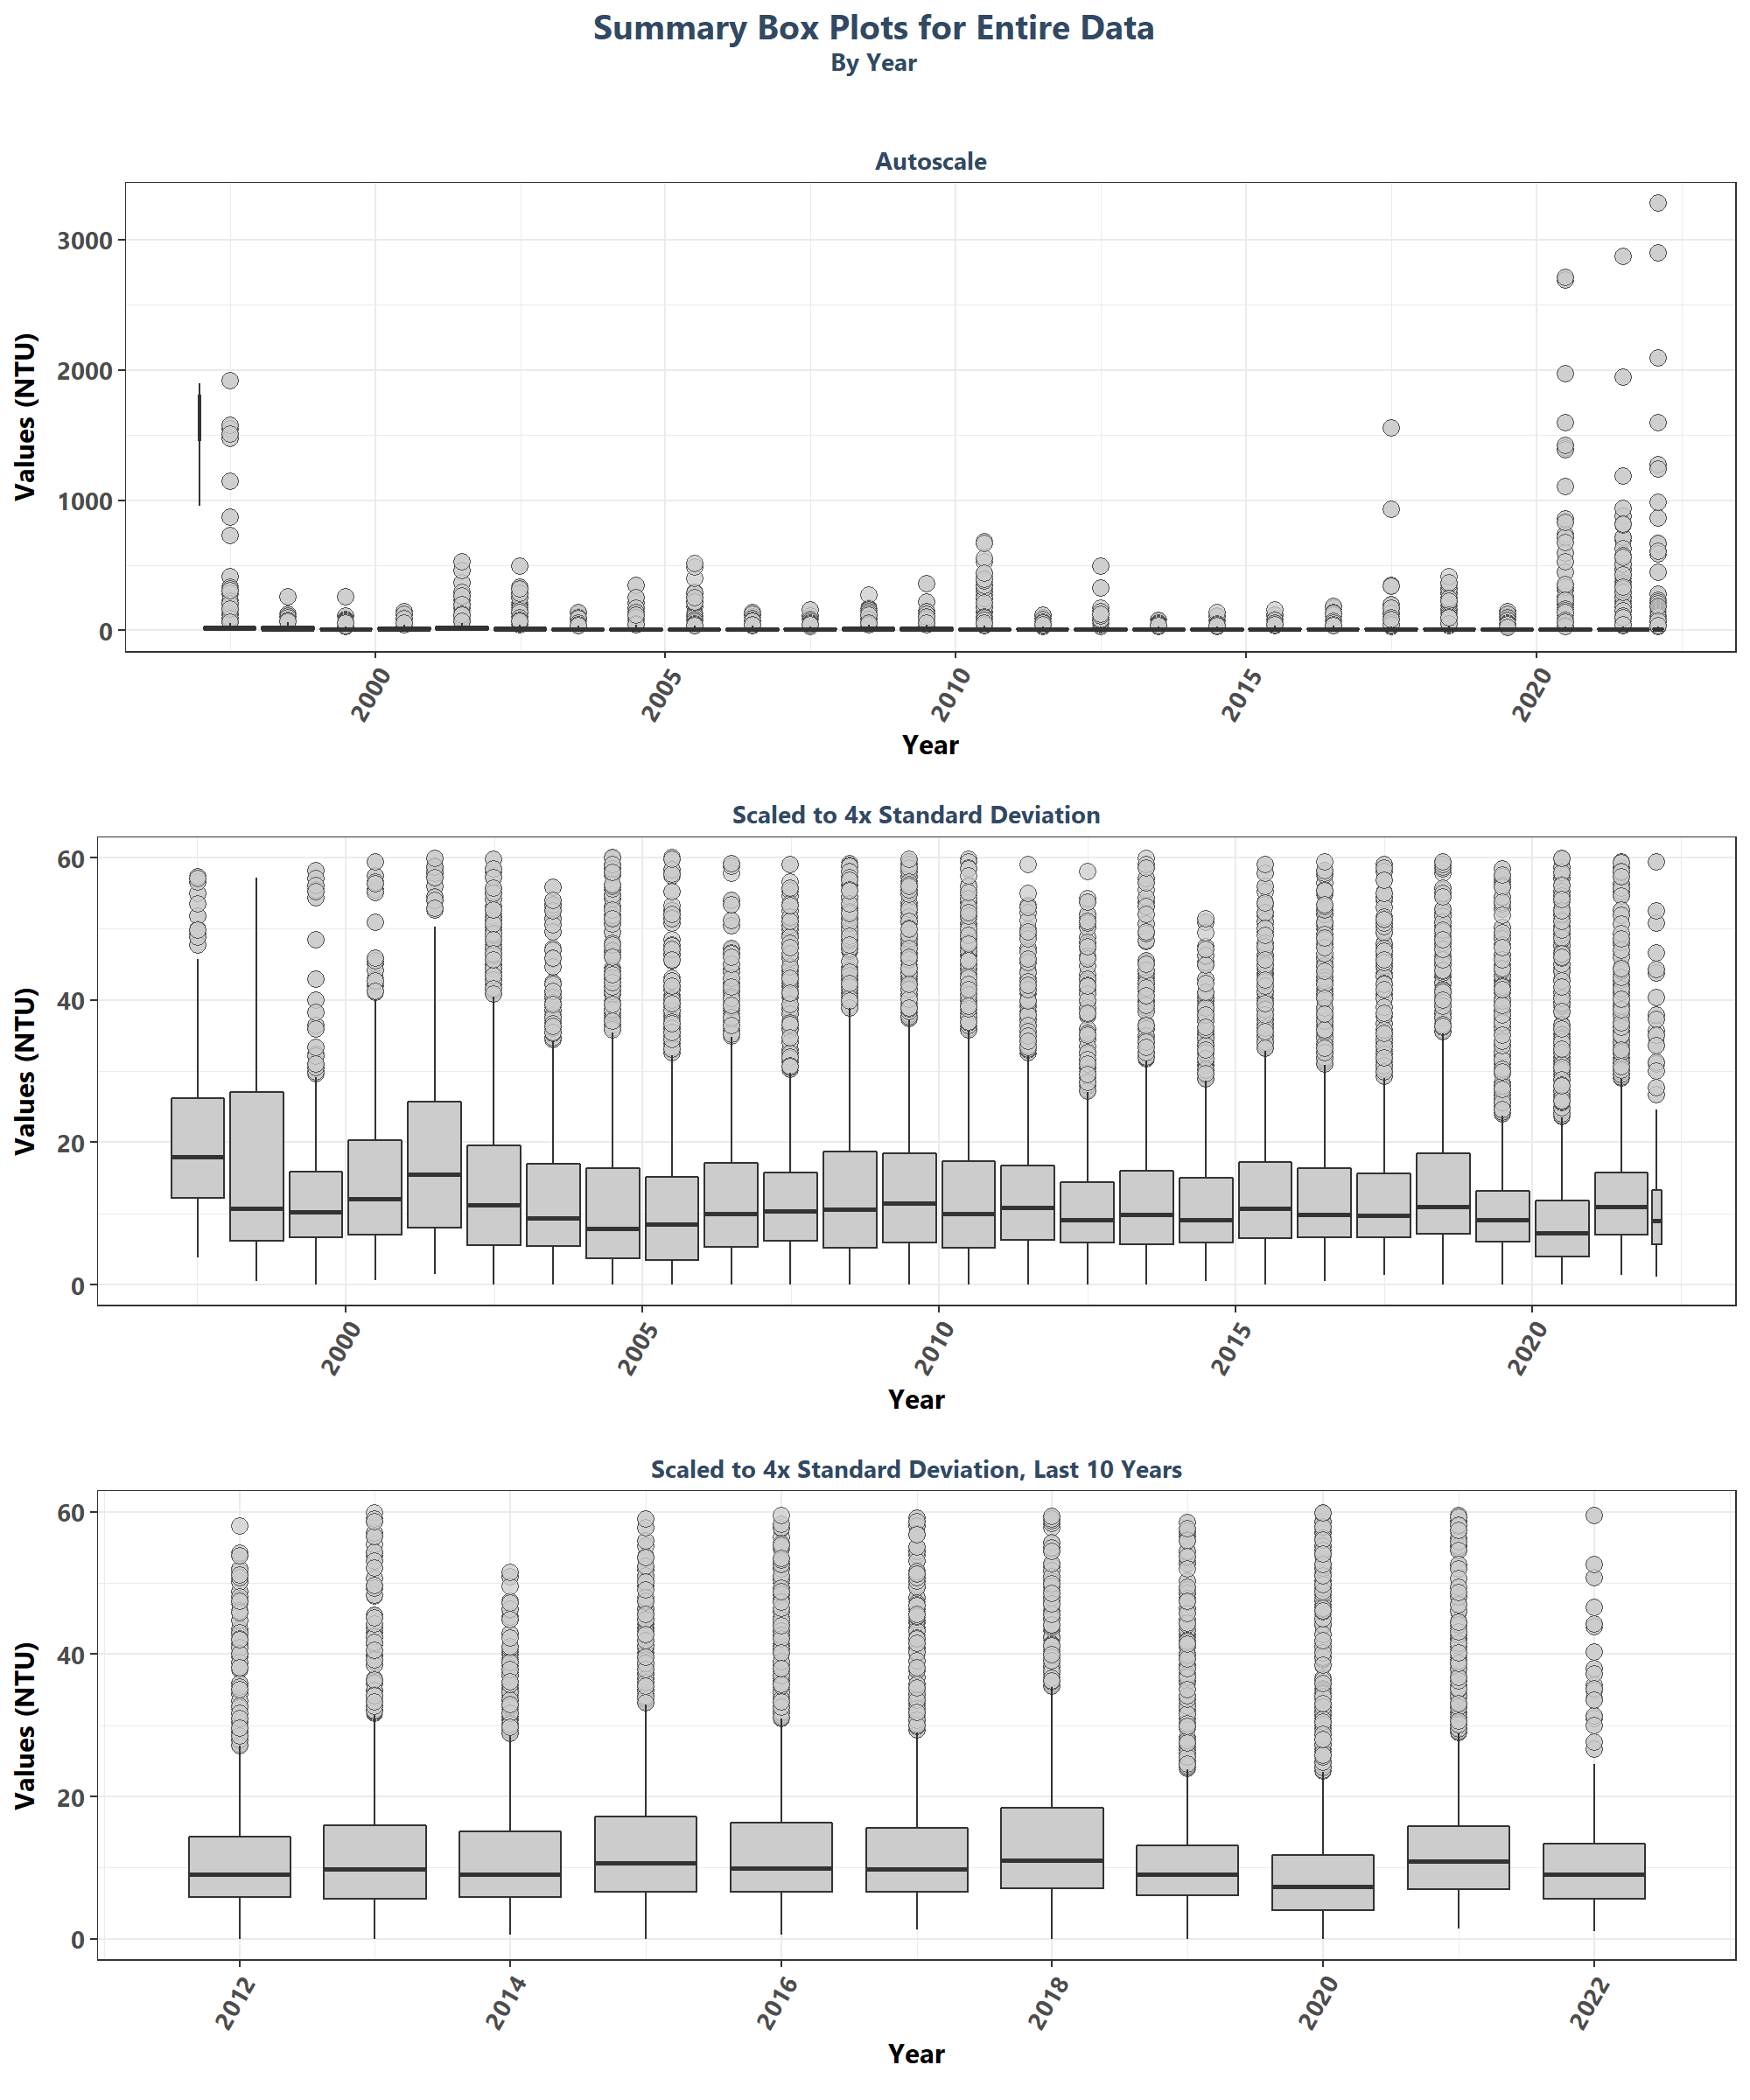 Summary Box Plots for Entire Data
By Year
Autoscale
Values (NTU)
3000
2000
1000
0
2000
2005
2010
2015
2020
Year
Scaled to 4x Standard Deviation
Values (NTU)
60
40
20
0
2000
2005
2010
2015
2020
Year
Scaled to 4x Standard Deviation, Last 10 Years
Values (NTU)
60
40
20
0
2012
2014
2016
2018
2020
2022
Year